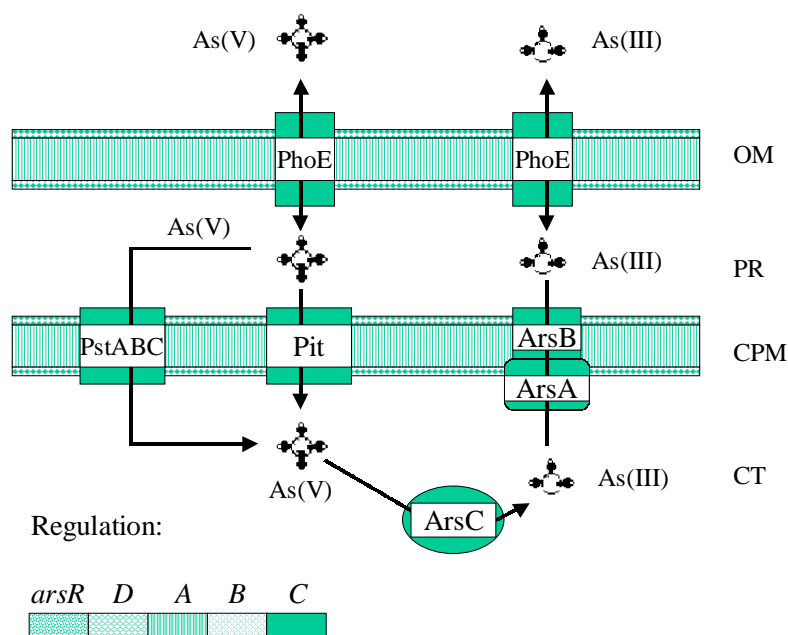 As(V) As(III)
PhoE PhoE OM
As(V) As(III) PR
PstABC Pit ArsB CPM
ArsA
As(V) As(III) CT
ArsC
Regulation:
arsR D A B C